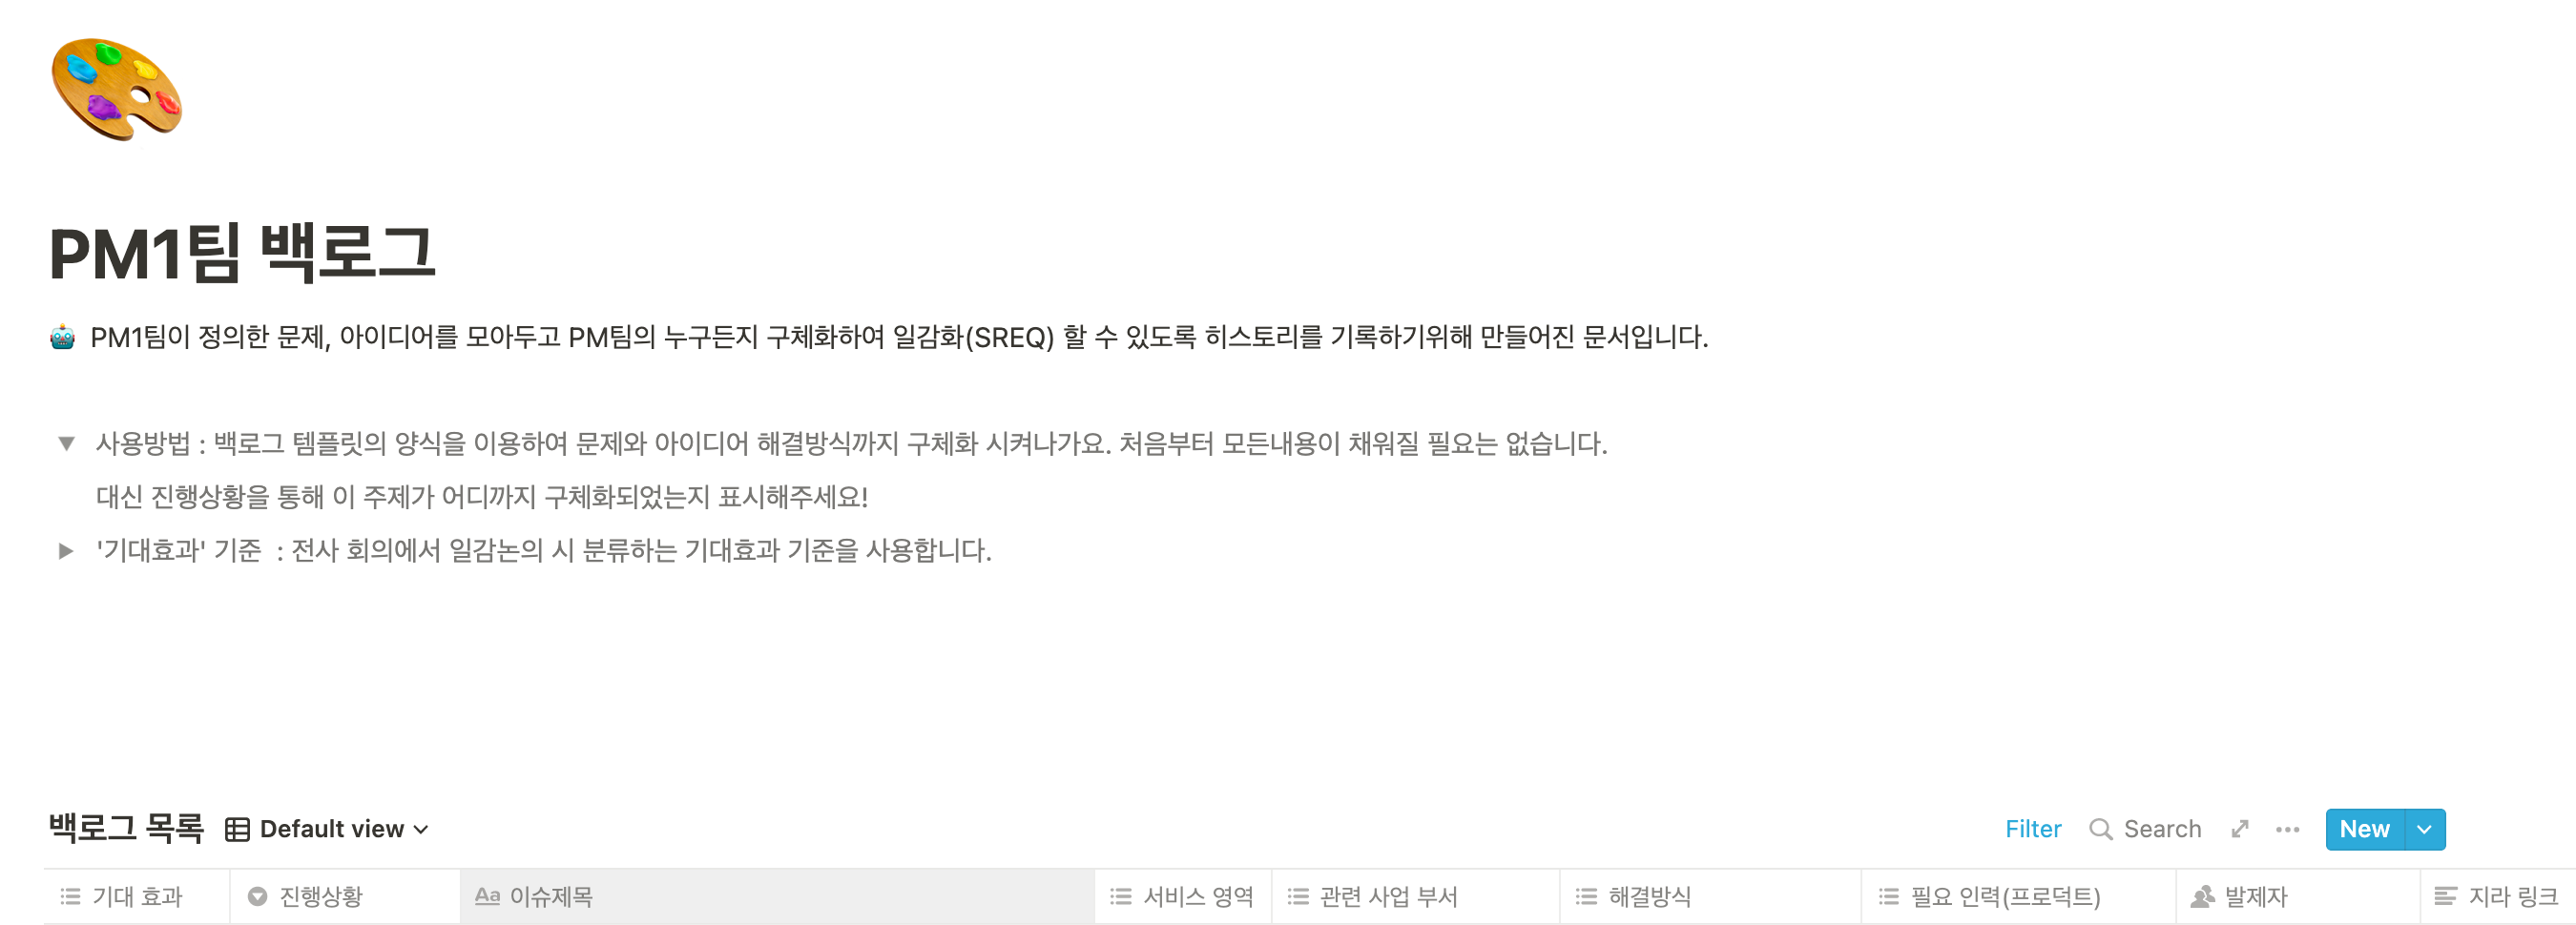 PM1팀 백로그
PM1팀이 정의한 문제, 아이디어를 모아두고 PM팀의 누구든지 구체화하여 일감화(SREQ) 할 수 있도록 히스토리를 기록하기위해 만들어진 문서입니다.
사용방법 : 백로그 템플릿의 양식을 이용하여 문제와 아이디어 해결방식까지 구체화 시켜나가요. 처음부터 모든내용이 채워질 필요는 없습니다.
대신 진행상황을 통해 이 주제가 어디까지 구체화되었는지 표시해주세요!
'기대효과' 기준 : 전사 회의에서 일감논의 시 분류하는 기대효과 기준을 사용합니다.
백로그 목록 Default view Filter Search ••• New
기대 효과 진행상황 Aa 이슈제목 서비스 영역 관련 사업 부서 해결방식 필요 인력(프로덕트) 발제자 지라 링크